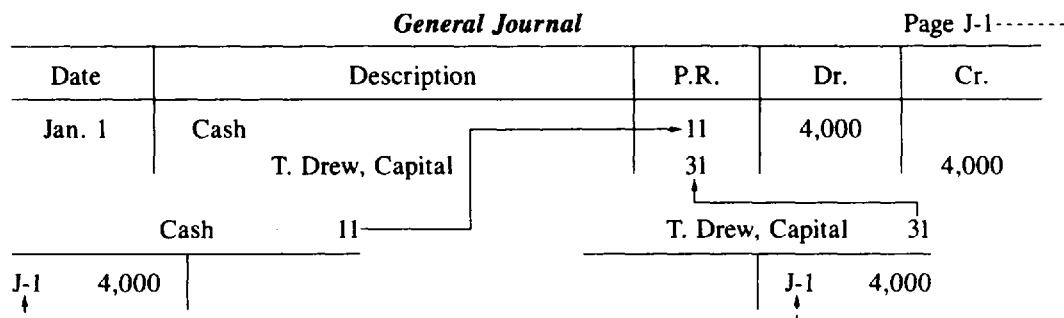 General Journal Page J-1
Date Description P.R. Dr. Cr.
Jan. 1 Cash 11 4,000
T. Drew, Capital 31 4,000
Cash 11 T. Drew, Capital 31
J-1 4,000 J-1 4,000